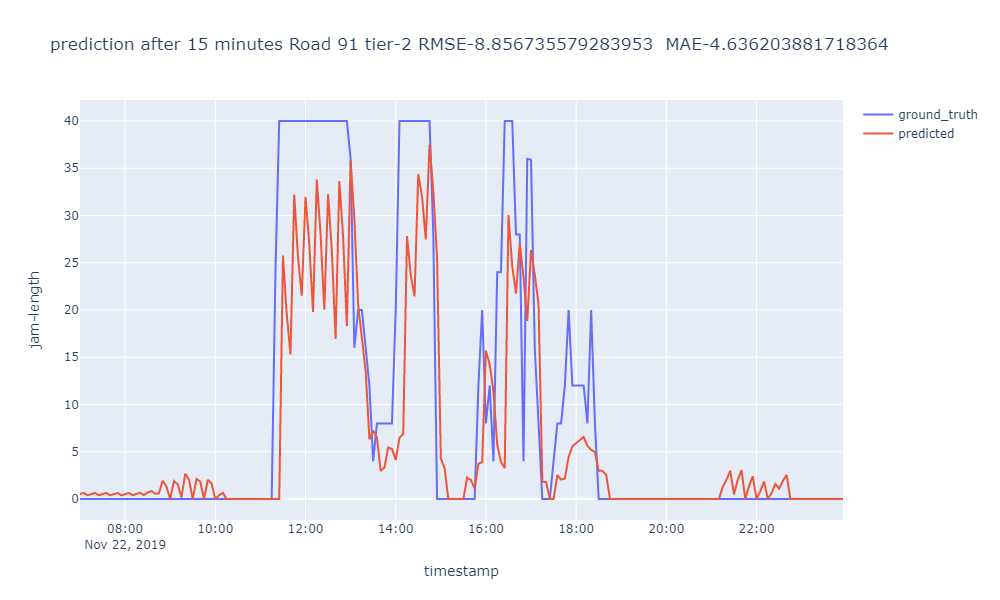 prediction after 15 minutes Road 91 tier-2 RMSE-8.856735579283953  MAE-4.636203881718364
ground_truth
predicted
40
35
30
25
20
15
10
5
0
jam-length
08:00 10:00 12:00 14:00 16:00 18:00 20:00 22:00
Nov 22, 2019
timestamp